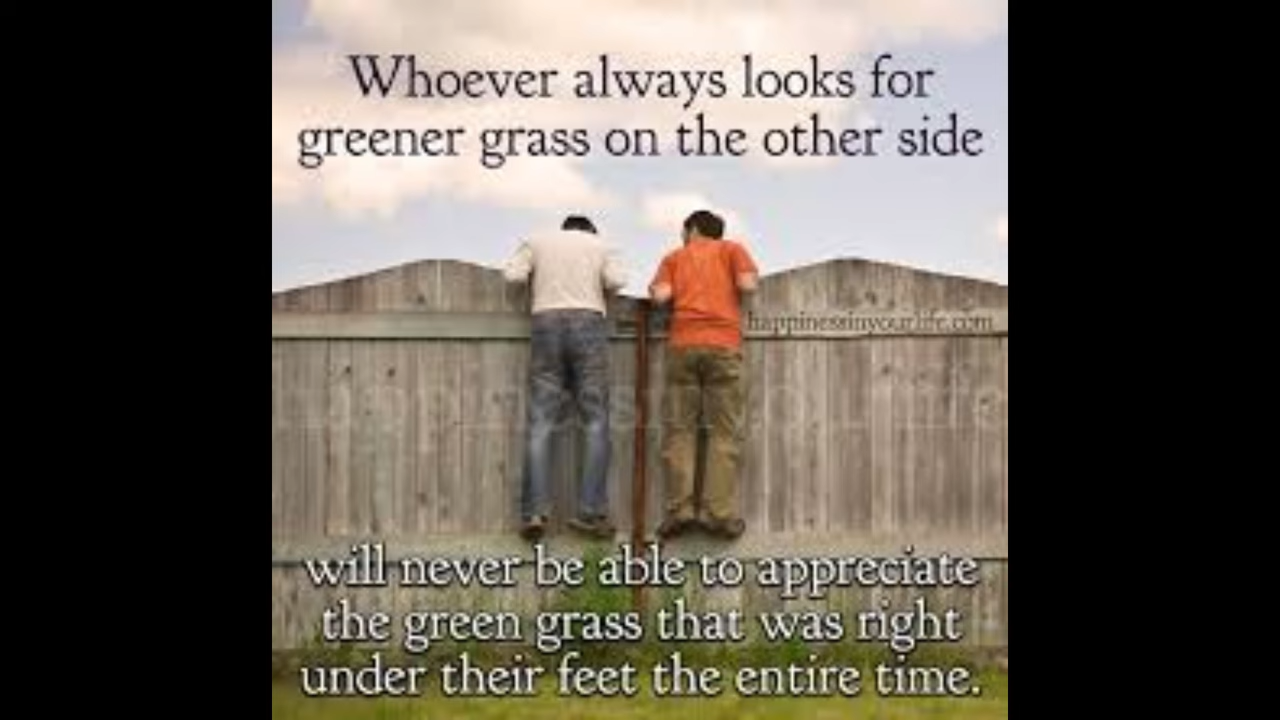 Whoever always looks for
greener grass on the other side
happinessinyourlife.com
happinessinyourlife
will never be able to appreciate
the green grass that was right
under their feet the entire time.